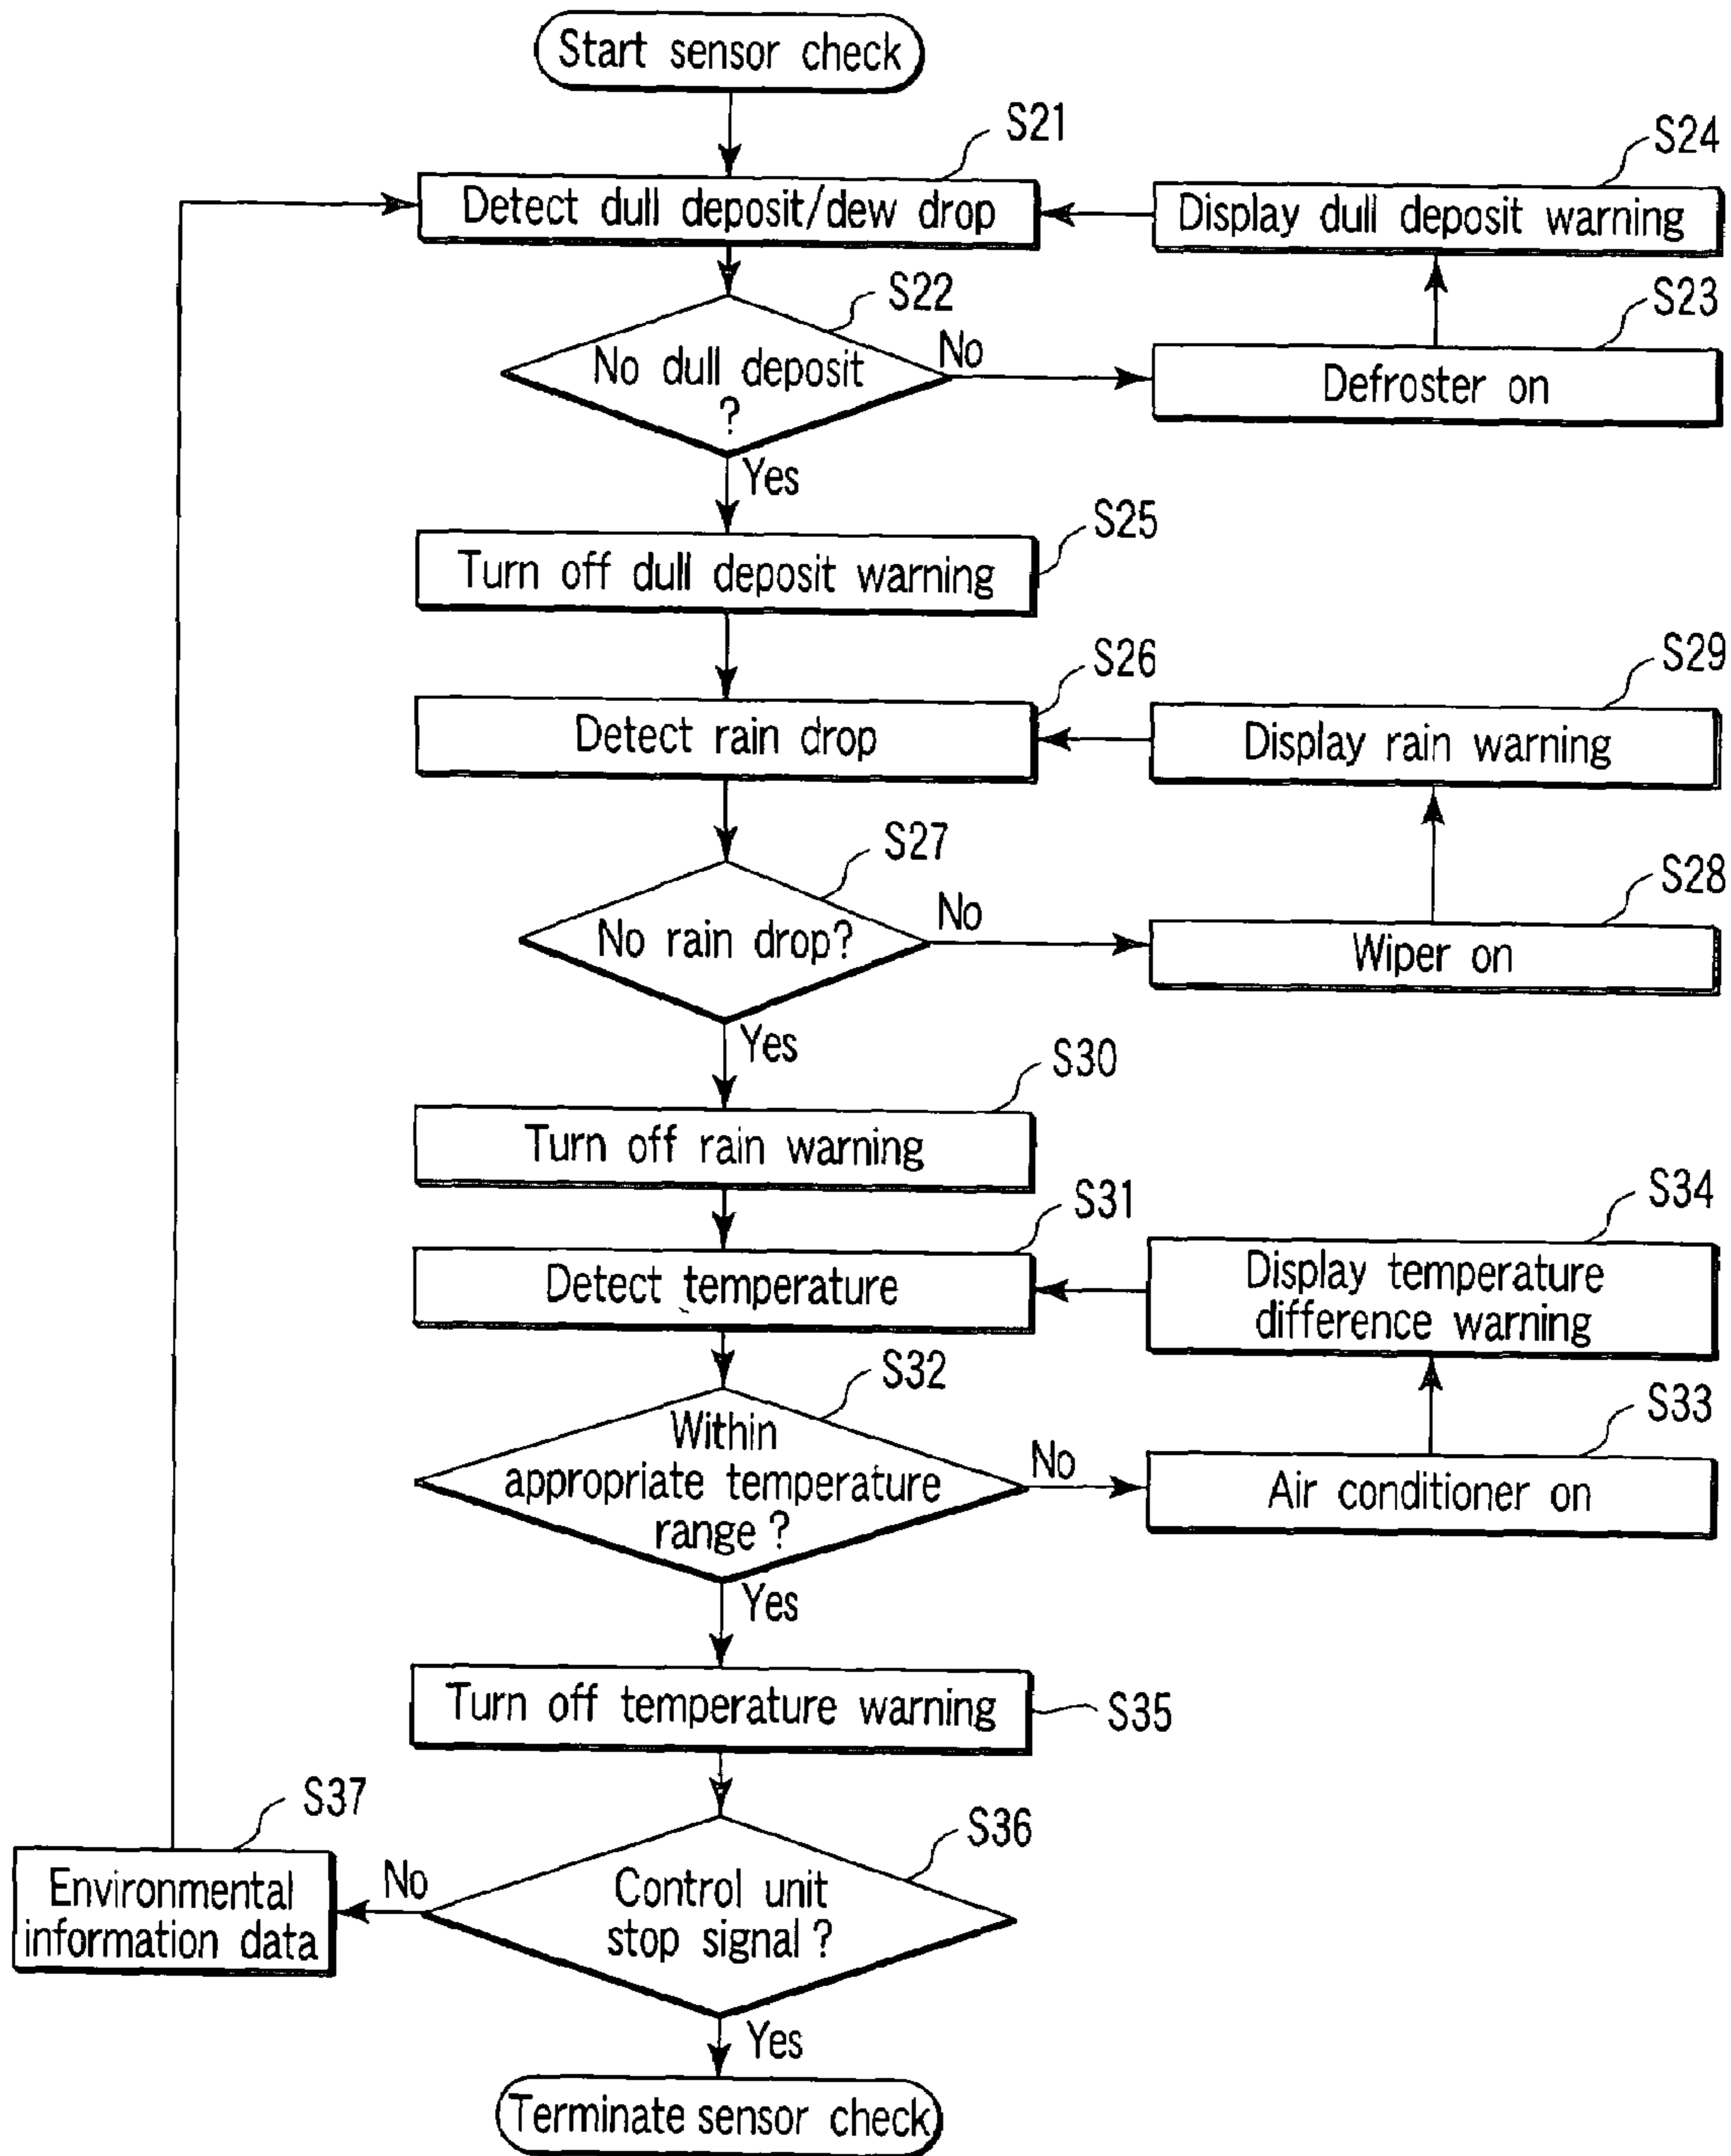 Start sensor check
S21
Detect dull deposit/dew drop
S24
Display dull deposit warning
S22
No dull deposit
?
No
S23
Defroster on
Yes
S25
Turn off dull deposit warning
S26
Detect rain drop
S29
Display rain warning
S27
No rain drop?
No
S28
Wiper on
Yes
S30
Turn off rain warning
S31
Detect temperature
S34
Display temperature
difference warning
S32
Within
appropriate temperature
range?
No
S33
Air conditioner on
Yes
Turn off temperature warning
S35
S36
Control unit
stop signal?
No
S37
Environmental
information data
Yes
Terminate sensor check